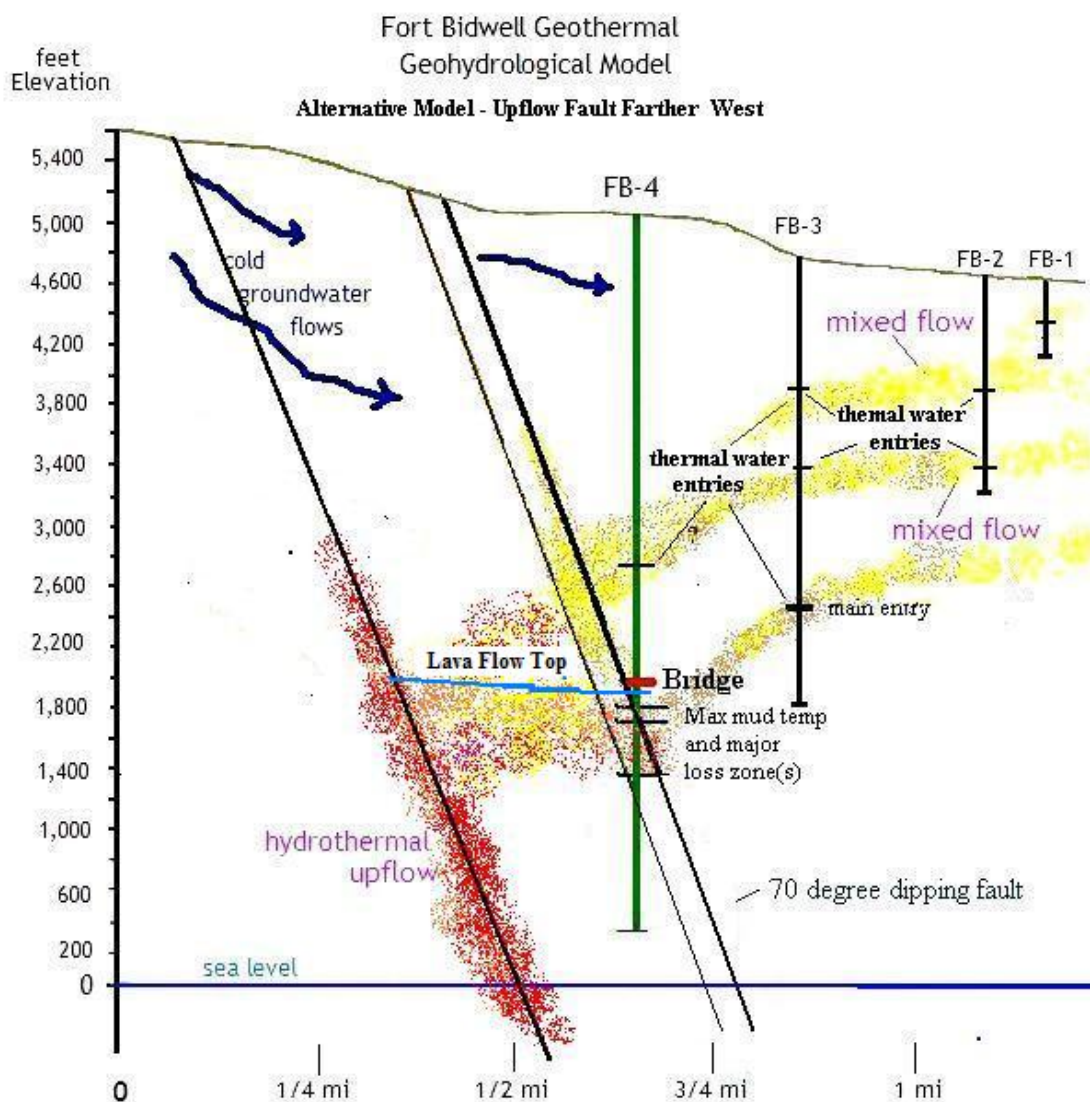 Fort Bidwell Geothermal
Geohydrological Model
feet
Elevation
Alternative Model - Upflow Fault Farther West
5,400
5,000
4,600
4,200
3,800
3,400
3,000
2,600
2,200
1,800
1,400
1,000
600
200
0
FB-4
FB-3
FB-2
FB-1
cold
groundwater
flows
mixed flow
themal water
entries
thermal water
entries
mixed flow
main entry
Lava Flow Top
Bridge
Max mud temp
and major
loss zone(s)
hydrothermal
upflow
70 degree dipping fault
sea level
0
1/4 mi
1/2 mi
3/4 mi
1 mi